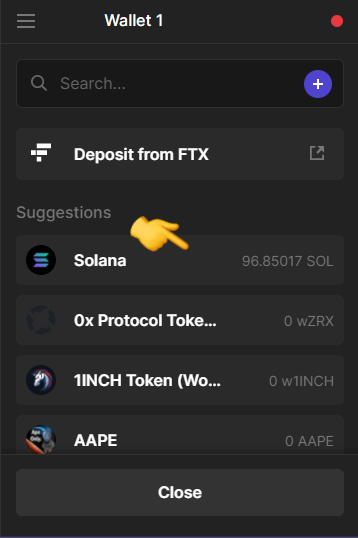 Wallet 1
Search...
Deposit from FTX
Suggestions
Solana 96.85017 SOL
0x Protocol Toke... 0 wZRX
1INCH Token (Wo... 0 w1INCH
AAPE 0 AAPE
Close